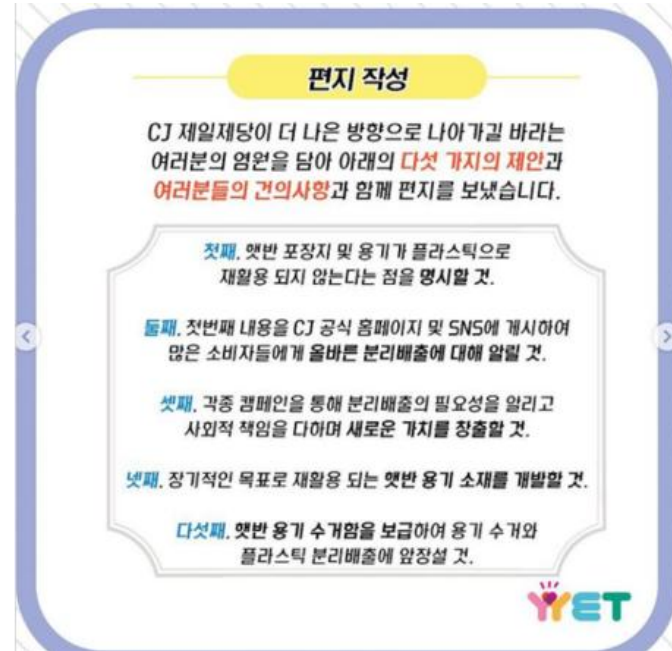 편지 작성
CJ 제일제당이 더 나은 방향으로 나아가길 바라는
여러분의 염원을 담아 아래의 다섯 가지의 제안과
여러분들의 건의사항과 함께 편지를 보냈습니다.
첫째. 햇반 포장지 및 용기가 플라스틱으로
재활용 되지 않는다는 점을 명시할 것.
둘째. 첫번째 내용을 CJ 공식 홈페이지 및 SNS에 게시하여
많은 소비자들에게 올바른 분리배출에 대해 알릴 것.
셋째. 각종 캠페인을 통해 분리배출의 필요성을 알리고
사회적 책임을 다하며 새로운 가치를 창출할 것.
넷째. 장기적인 목표로 재활용 되는 햇반 용기 소재를 개발할 것.
다섯째. 햇반 용기 수거함을 보급하여 용기 수거와
플라스틱 분리배출에 앞장설 것.
YYET